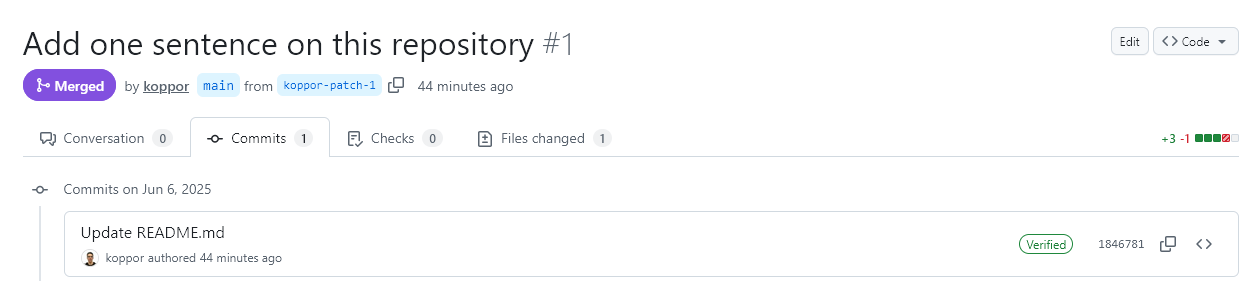 Add one sentence on this repository #1
Edit
Code
Merged by koppor main from koppor-patch-1 44 minutes ago
Conversation 0 Commits 1 Checks 0 Files changed 1 +3 -1
Commits on Jun 6, 2025
Update README.md
koppor authored 44 minutes ago
Verified 1846781